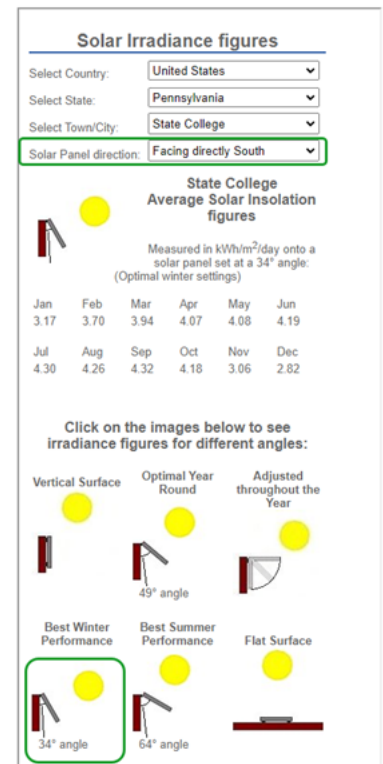 Solar Irradiance figures
Select Country: United States
Select State: Pennsylvania
Select Town/City: State College
Solar Panel direction: Facing directly South
State College
Average Solar Insolation
figures
Measured in kWh/m²/day onto a
solar panel set at a 34° angle:
(Optimal winter settings)
Jan Feb Mar Apr May Jun
3.17 3.70 3.94 4.07 4.08 4.19
Jul Aug Sep Oct Nov Dec
4.30 4.26 4.32 4.18 3.06 2.82
Click on the images below to see
irradiance figures for different angles:
Vertical Surface
Optimal Year
Round
49° angle
Adjusted
throughout the
Year
Best Winter
Performance
34° angle
Best Summer
Performance
64° angle
Flat Surface